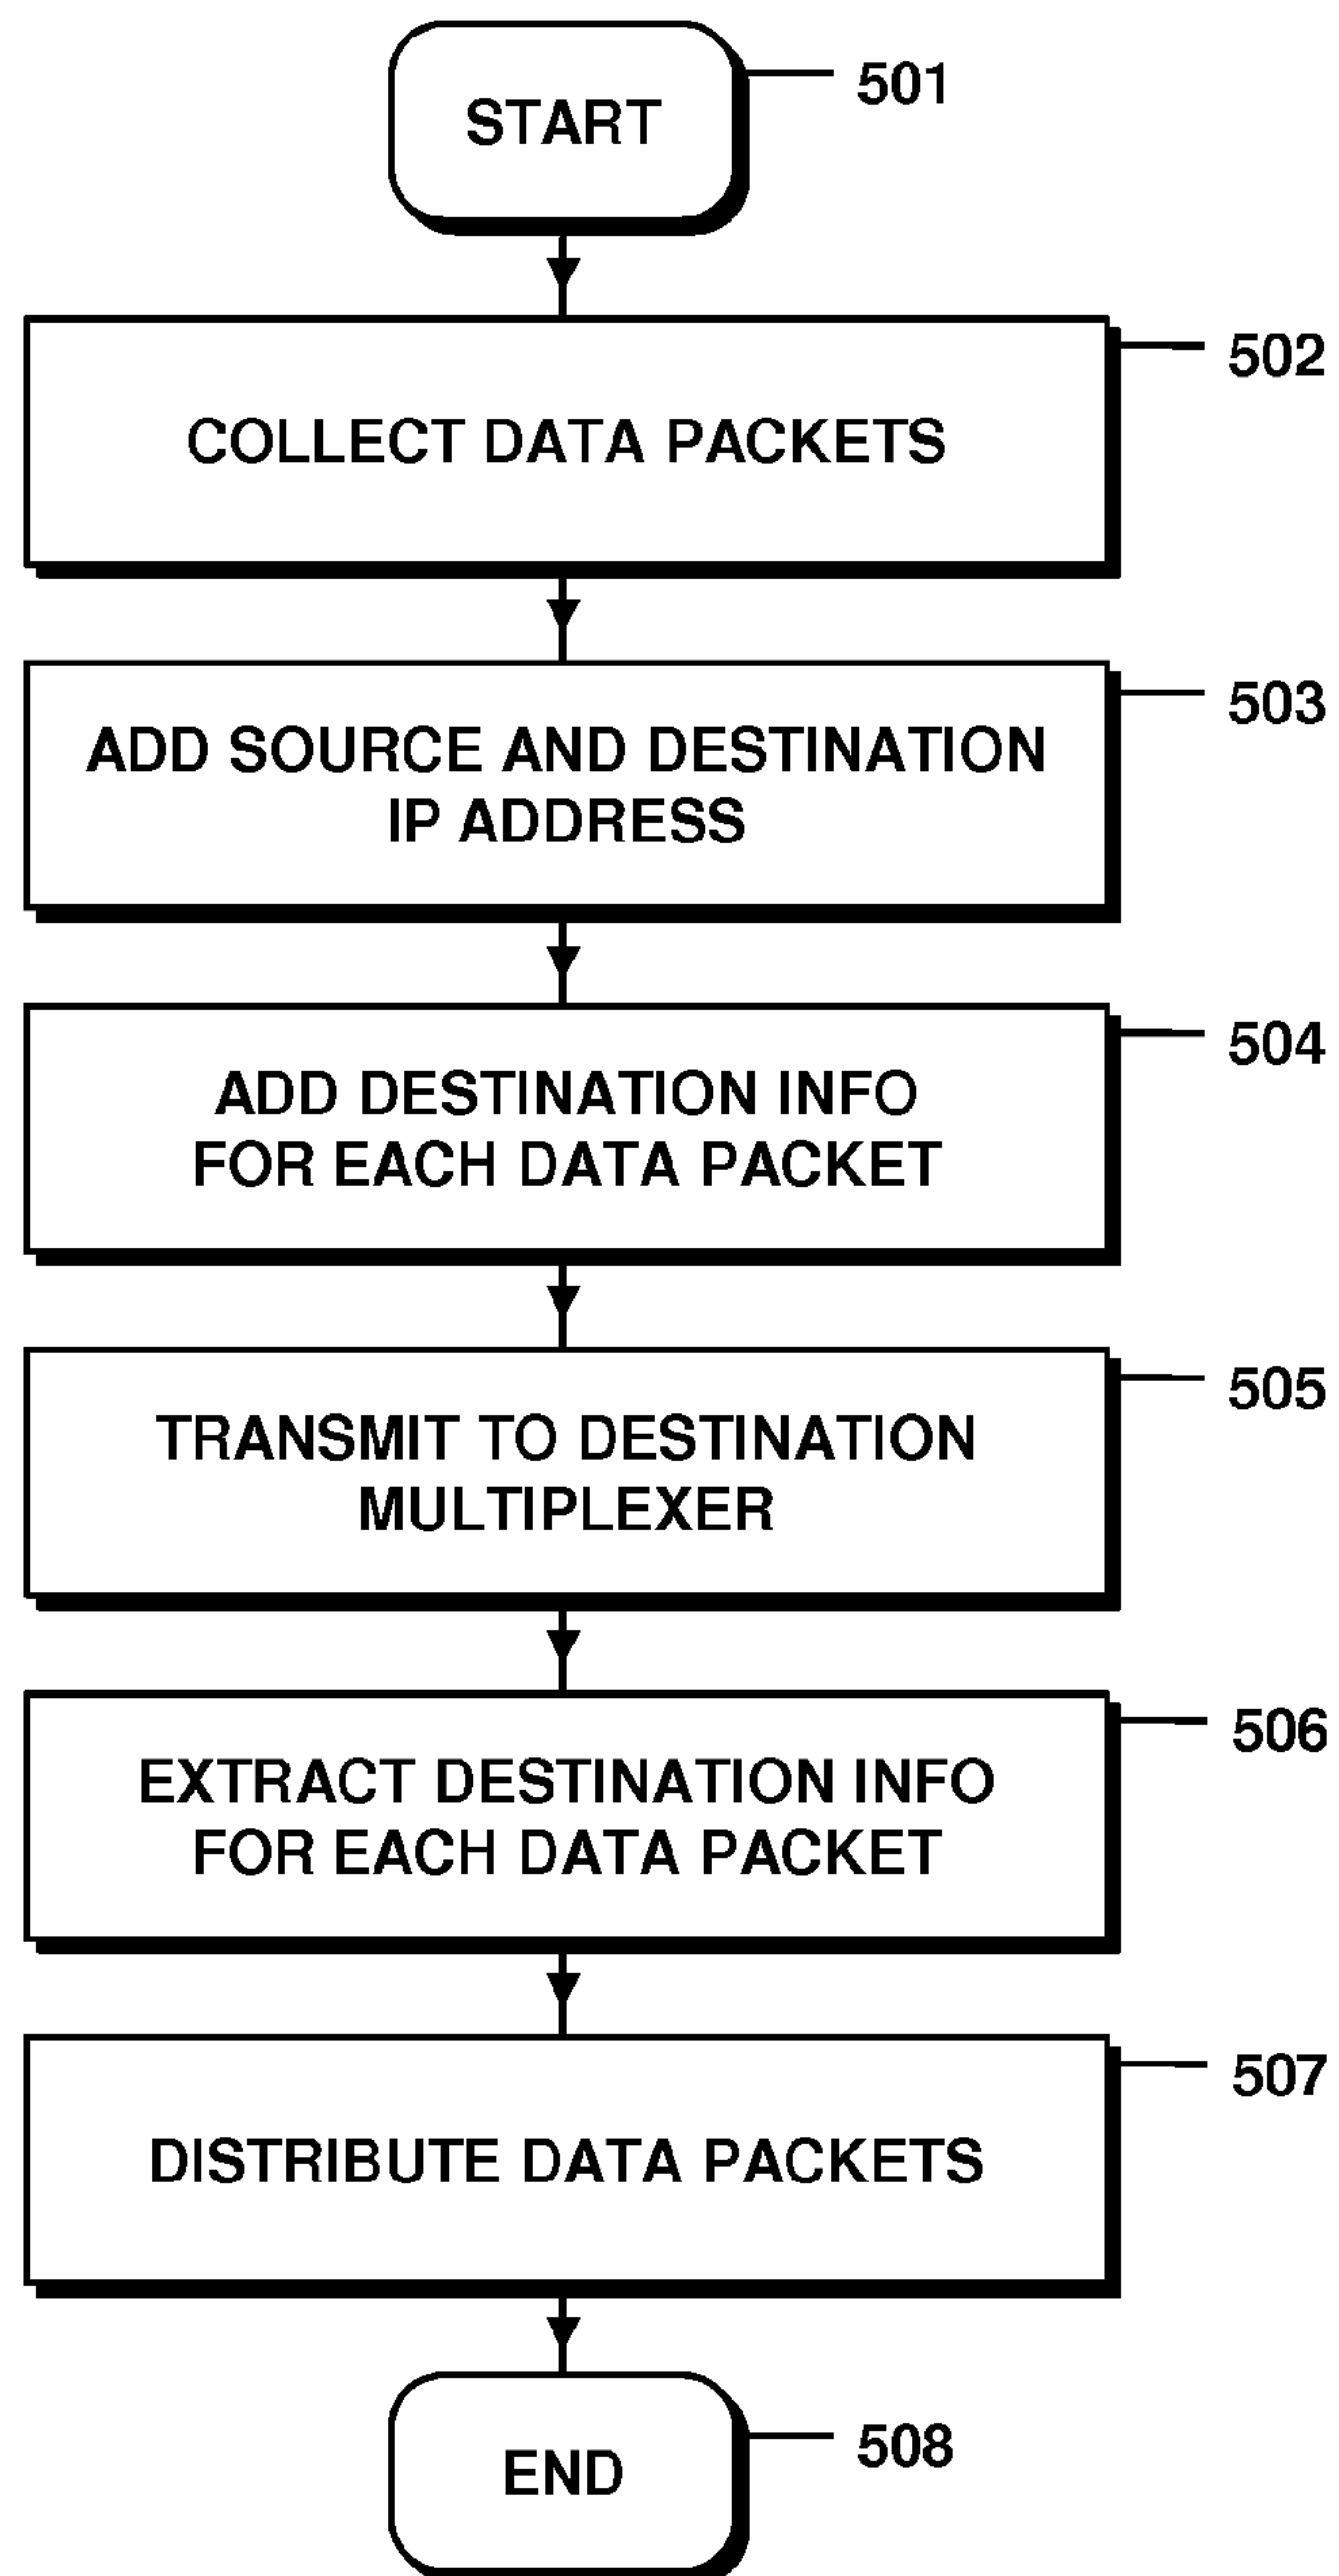 START
501
COLLECT DATA PACKETS
502
ADD SOURCE AND DESTINATION
IP ADDRESS
503
ADD DESTINATION INFO
FOR EACH DATA PACKET
504
TRANSMIT TO DESTINATION
MULTIPLEXER
505
EXTRACT DESTINATION INFO
FOR EACH DATA PACKET
506
DISTRIBUTE DATA PACKETS
507
END
508